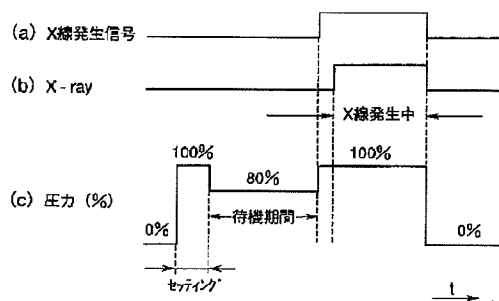 (a) X線発生信号
(b) X-ray
X線発生中
100%
80%
100%
(c) 圧力 (%)
0%
待機期間
0%
セッティング
t